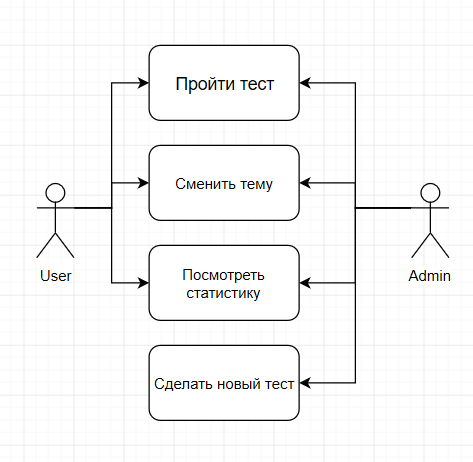 Пройти тест
Сменить тему
User
Admin
Посмотреть
статистику
Сделать новый тест